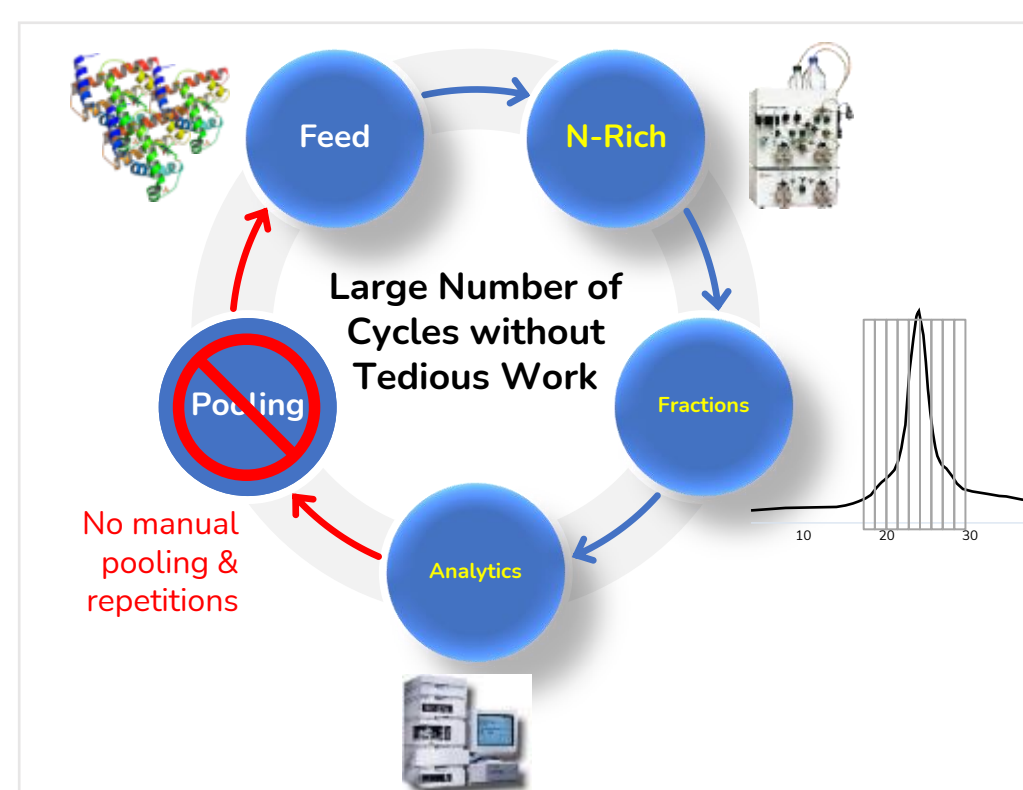 Feed
N-Rich
Large Number of
Cycles without
Tedious Work
Pooling
Fractions
10
20
30
No manual
pooling &
repetitions
Analytics